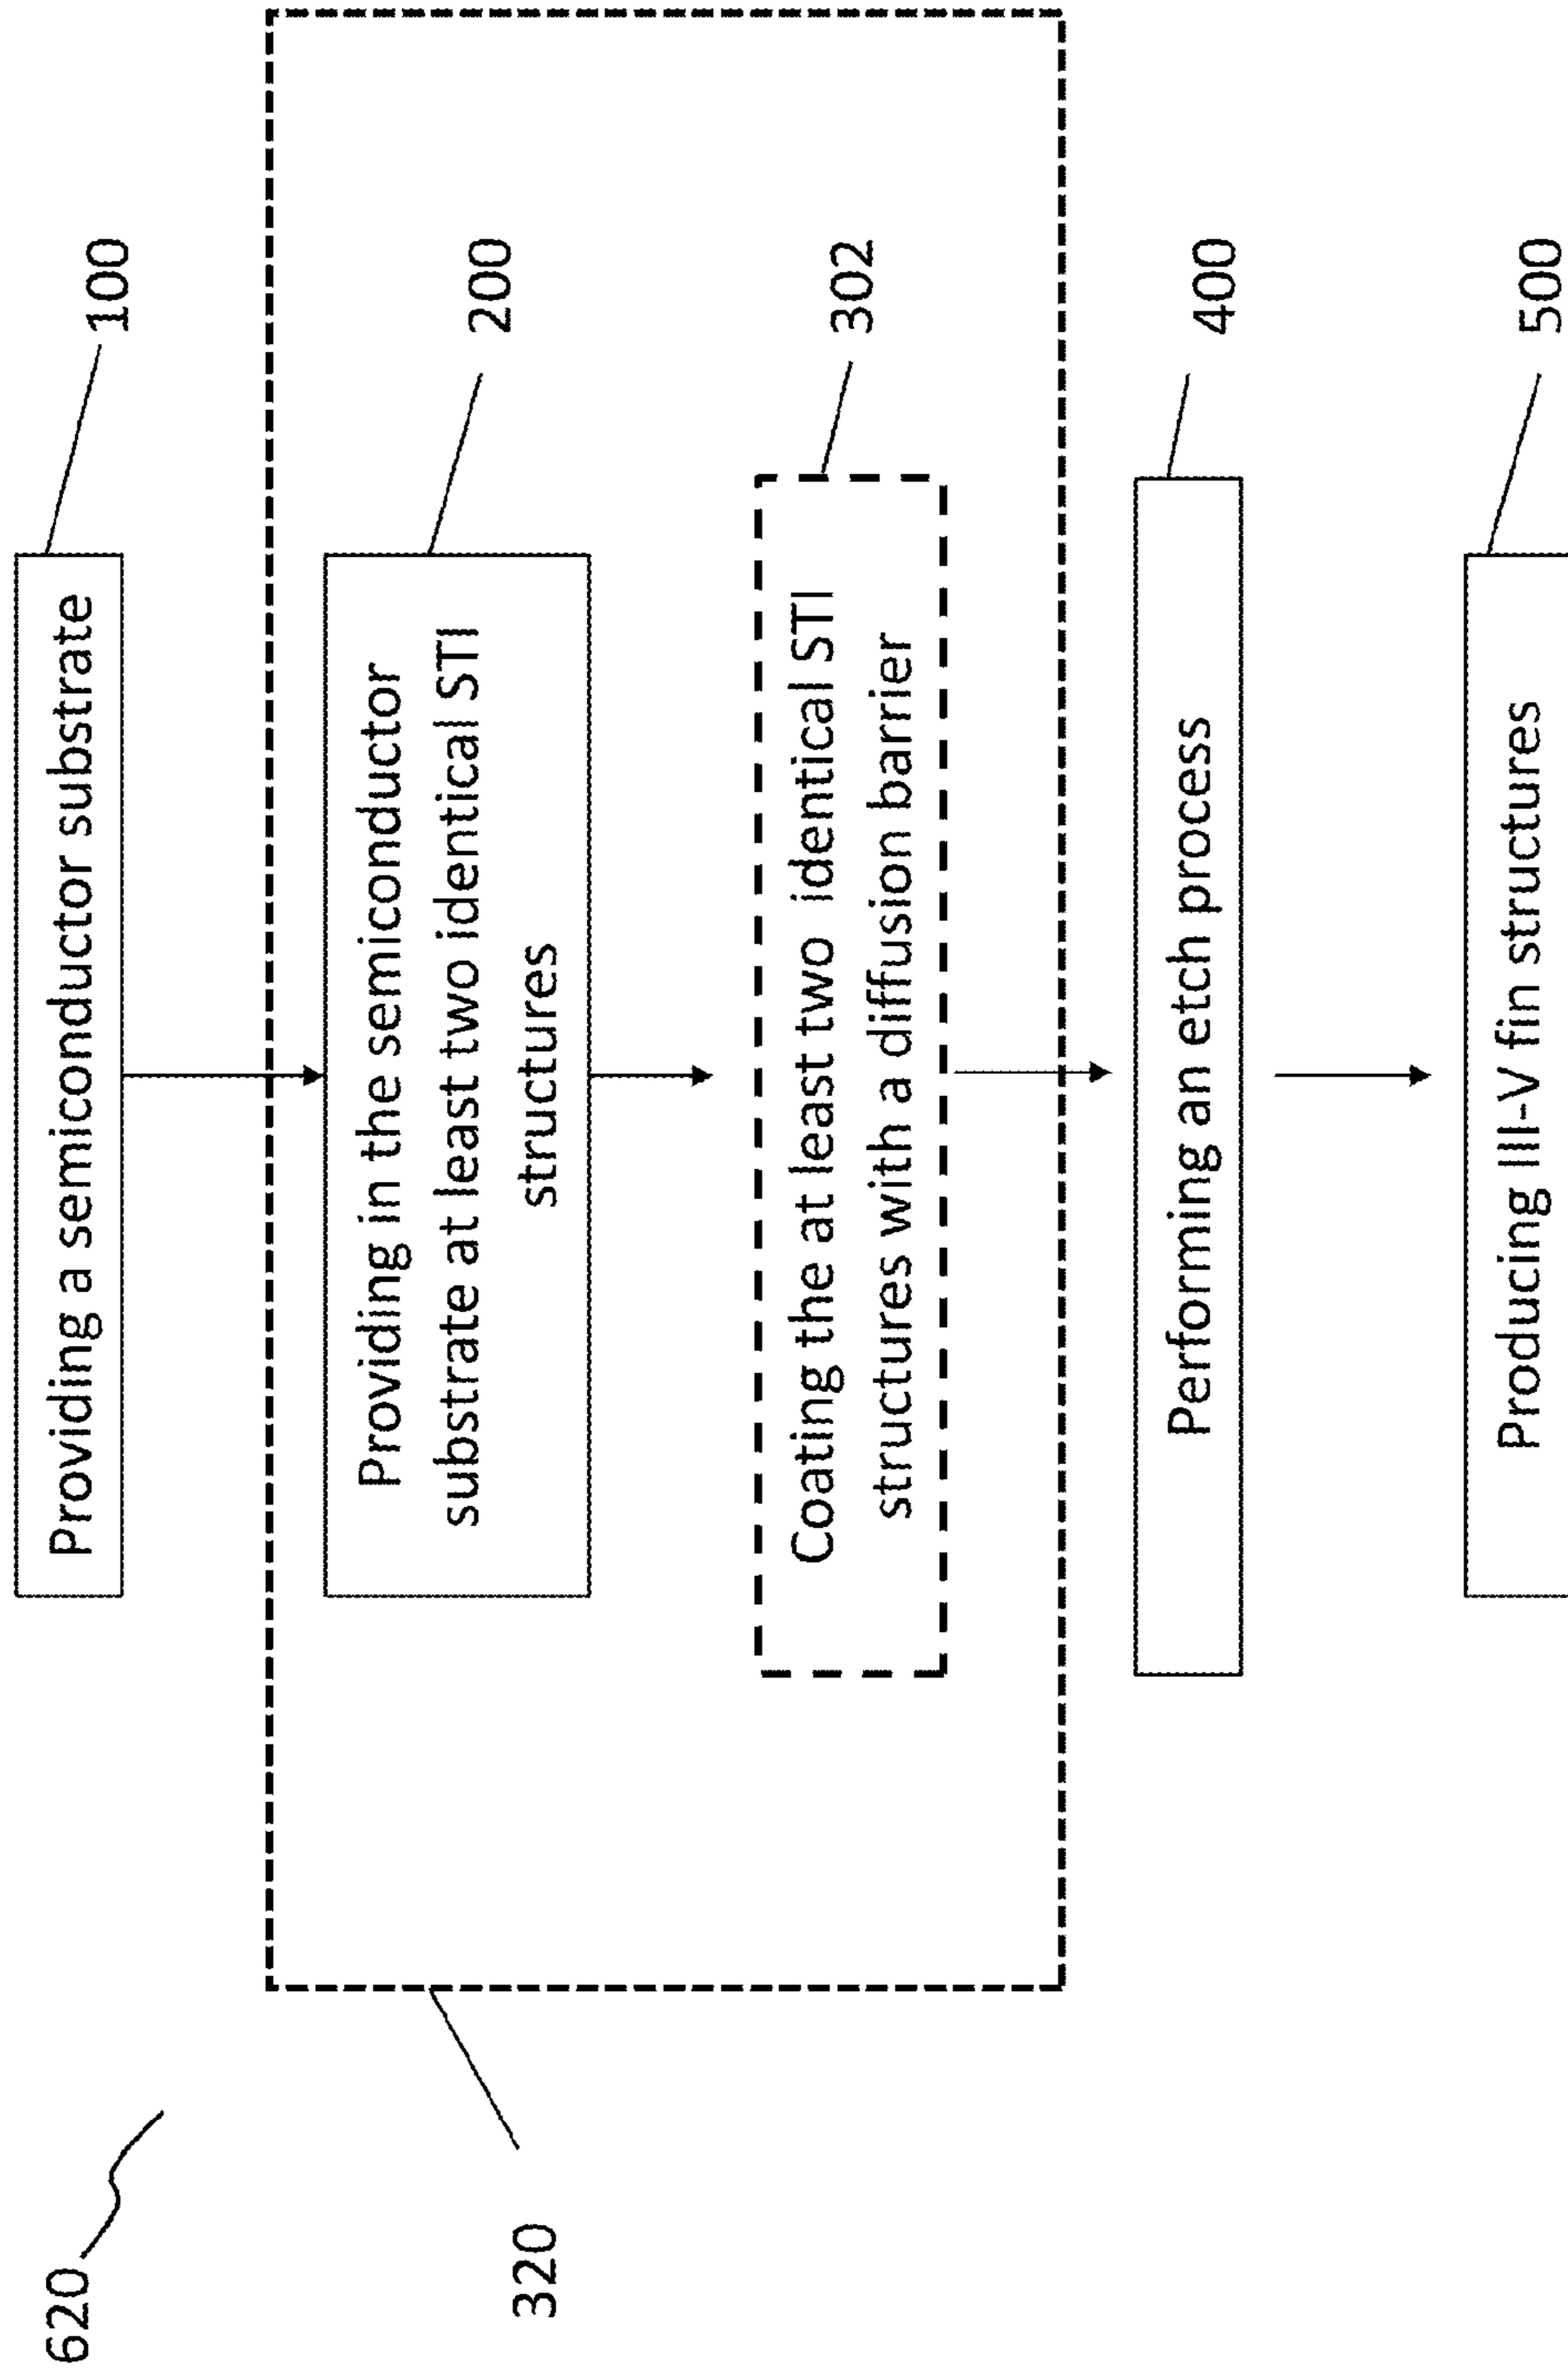 620
Providing a semiconductor substrate
100
320
Providing in the semiconductor
substrate at least two identical STI
structures
200
Coating the at least two identical STI
structures with a diffusion barrier
302
Performing an etch process
400
Producing III-V fin structures
500